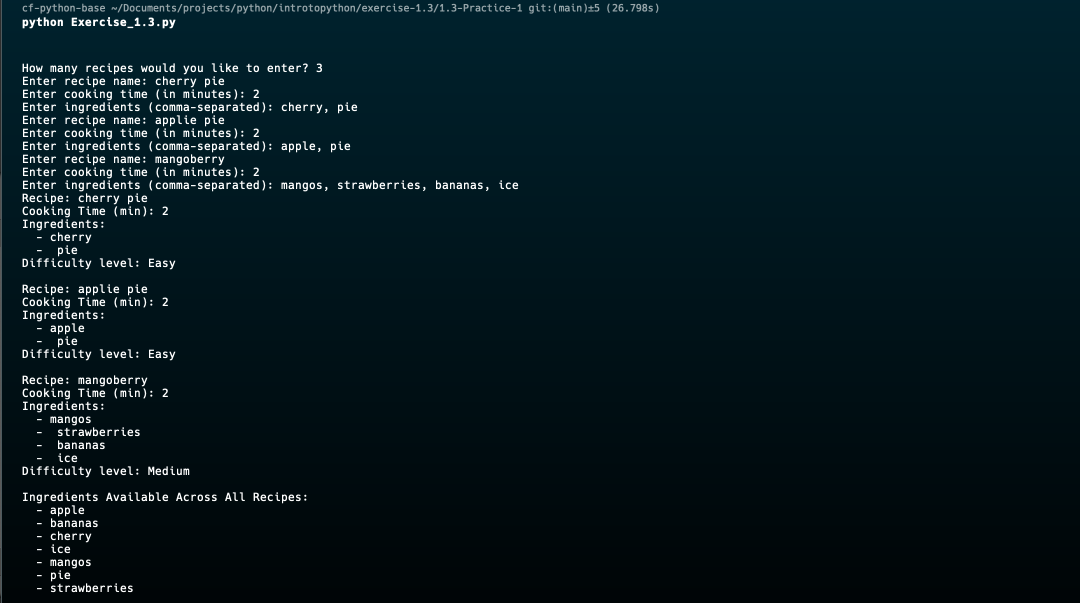 cf-python-base ~/Documents/projects/python/introtopython/exercise-1.3/1.3-Practice-1 git:(main)±5 (26.798s)
python Exercise_1.3.py
How many recipes would you like to enter? 3
Enter recipe name: cherry pie
Enter cooking time (in minutes): 2
Enter ingredients (comma-separated): cherry, pie
Enter recipe name: applie pie
Enter cooking time (in minutes): 2
Enter ingredients (comma-separated): apple, pie
Enter recipe name: mangoberry
Enter cooking time (in minutes): 2
Enter ingredients (comma-separated): mangos, strawberries, bananas, ice
Recipe: cherry pie
Cooking Time (min): 2
Ingredients:
  - cherry
  -  pie
Difficulty level: Easy
Recipe: applie pie
Cooking Time (min): 2
Ingredients:
  - apple
  -  pie
Difficulty level: Easy
Recipe: mangoberry
Cooking Time (min): 2
Ingredients:
  - mangos
  -  strawberries
  -  bananas
  -  ice
Difficulty level: Medium
Ingredients Available Across All Recipes:
  - apple
  - bananas
  - cherry
  - ice
  - mangos
  - pie
  - strawberries